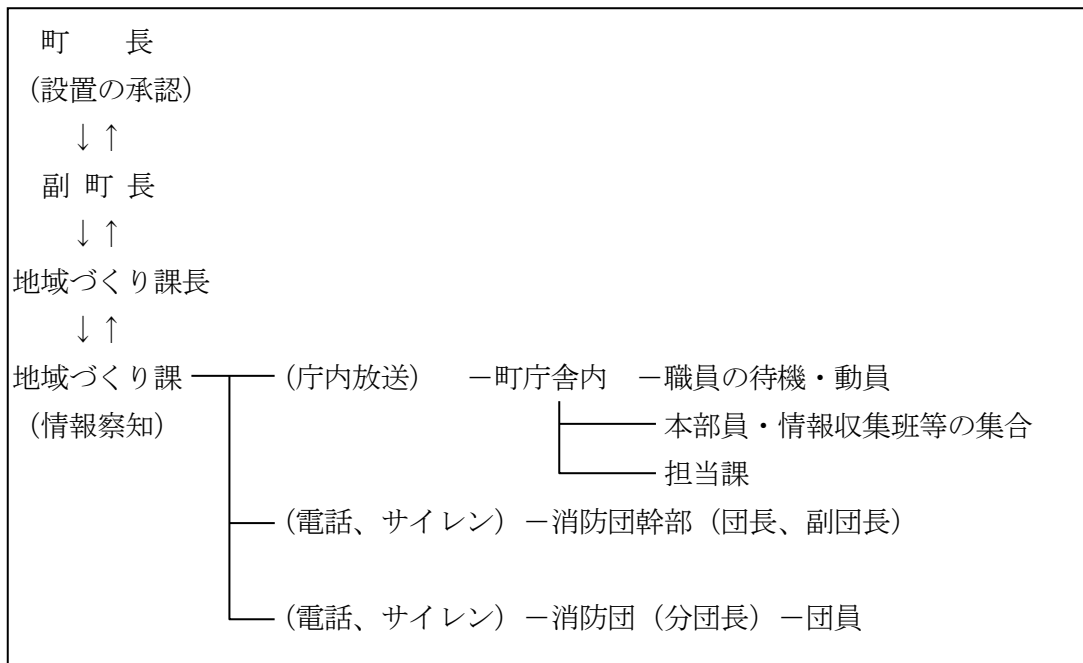 町　　長
（設置の承認）
↓↑
副 町 長
↓↑
地域づくり課長
↓↑
地域づくり課　（庁内放送）　－町庁舎内　－職員の待機・動員
（情報察知）　本部員・情報収集班等の集合
担当課
（電話、サイレン）－消防団幹部（団長、副団長）
（電話、サイレン）－消防団（分団長）－団員